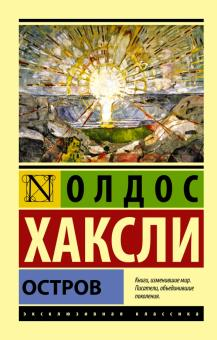 ОЛДОС
ХАКСЛИ
ОСТРОВ
Книги, изменившие мир.
Писатели, объединившие
поколения.
ЭКСКЛЮЗИВНАЯ КЛАССИКА